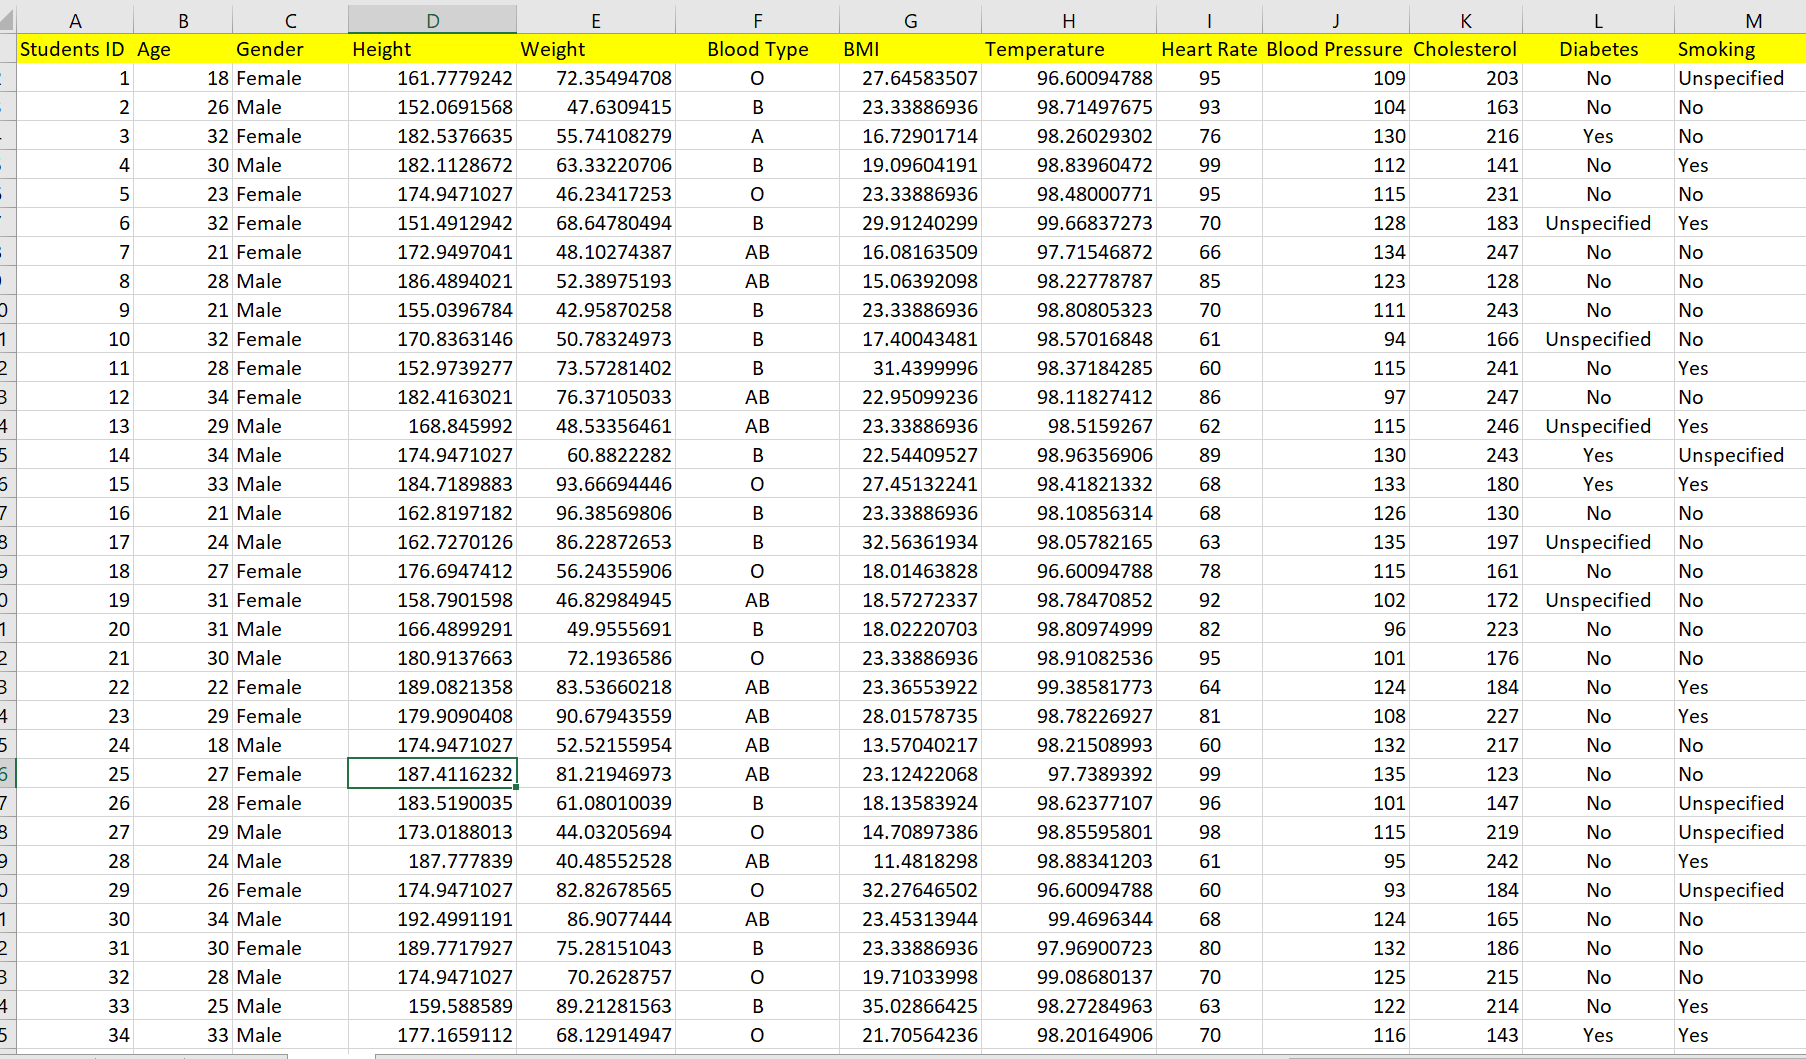 A B C D E F G H I J K L M
Students ID Age Gender Height Weight Blood Type BMI Temperature Heart Rate Blood Pressure Cholesterol Diabetes Smoking
1 18 Female 161.7779242 72.35494708 O 27.64583507 96.60094788 95 109 203 No Unspecified
2 26 Male 152.0691568 47.6309415 B 23.33886936 98.71497675 93 104 163 No No
3 32 Female 182.5376635 55.74108279 A 16.72901714 98.26029302 76 130 216 Yes No
4 30 Male 182.1128672 63.33220706 B 19.09604191 98.83960472 99 112 141 No Yes
5 23 Female 174.9471027 46.23417253 O 23.33886936 98.48000771 95 115 231 No No
6 32 Female 151.4912942 68.64780494 B 29.91240299 99.66837273 70 128 183 Unspecified Yes
7 21 Female 172.9497041 48.10274387 AB 16.08163509 97.71546872 66 134 247 No No
8 28 Male 186.4894021 52.38975193 AB 15.06392098 98.22778787 85 123 128 No No
9 21 Male 155.0396784 42.95870258 B 23.33886936 98.80805323 70 111 243 No No
10 32 Female 170.8363146 50.78324973 B 17.40043481 98.57016848 61 94 166 Unspecified No
11 28 Female 152.9739277 73.57281402 B 31.4399996 98.37184285 60 115 241 No Yes
12 34 Female 182.4163021 76.37105033 AB 22.95099236 98.11827412 86 97 247 No No
13 29 Male 168.845992 48.53356461 AB 23.33886936 98.5159267 62 115 246 Unspecified Yes
14 34 Male 174.9471027 60.8822282 B 22.54409527 98.96356906 89 130 243 Yes Unspecified
15 33 Male 184.7189883 93.66694446 O 27.45132241 98.41821332 68 133 180 Yes Yes
16 21 Male 162.8197182 96.38569806 B 23.33886936 98.10856314 68 126 130 No No
17 24 Male 162.7270126 86.22872653 B 32.56361934 98.05782165 63 135 197 Unspecified No
18 27 Female 176.6947412 56.24355906 O 18.01463828 96.60094788 78 115 161 No No
19 31 Female 158.7901598 46.82984945 AB 18.57272337 98.78470852 92 102 172 Unspecified No
20 31 Male 166.4899291 49.9555691 B 18.02220703 98.80974999 82 96 223 No No
21 30 Male 180.9137663 72.1936586 O 23.33886936 98.91082536 95 101 176 No No
22 22 Female 189.0821358 83.53660218 AB 23.36553922 99.38581773 64 124 184 No Yes
23 29 Female 179.9090408 90.67943559 AB 28.01578735 98.78226927 81 108 227 No Yes
24 18 Male 174.9471027 52.52155954 AB 13.57040217 98.21508993 60 132 217 No No
25 27 Female 187.4116232 81.21946973 AB 23.12422068 97.7389392 99 135 123 No No
26 28 Female 183.5190035 61.08010039 B 18.13583924 98.62377107 96 101 147 No Unspecified
27 29 Male 173.0188013 44.03205694 O 14.70897386 98.85595801 98 115 219 No Unspecified
28 24 Male 187.777839 40.48552528 AB 11.4818298 98.88341203 61 95 242 No Yes
29 26 Female 174.9471027 82.82678565 O 32.27646502 96.60094788 60 93 184 No Unspecified
30 34 Male 192.4991191 86.9077444 AB 23.45313944 99.4696344 68 124 165 No No
31 30 Female 189.7717927 75.28151043 B 23.33886936 97.96900723 80 132 186 No No
32 28 Male 174.9471027 70.2628757 O 19.71033998 99.08680137 70 125 215 No No
33 25 Male 159.588589 89.21281563 B 35.02866425 98.27284963 63 122 214 No Yes
34 33 Male 177.1659112 68.12914947 O 21.70564236 98.20164906 70 116 143 Yes Yes